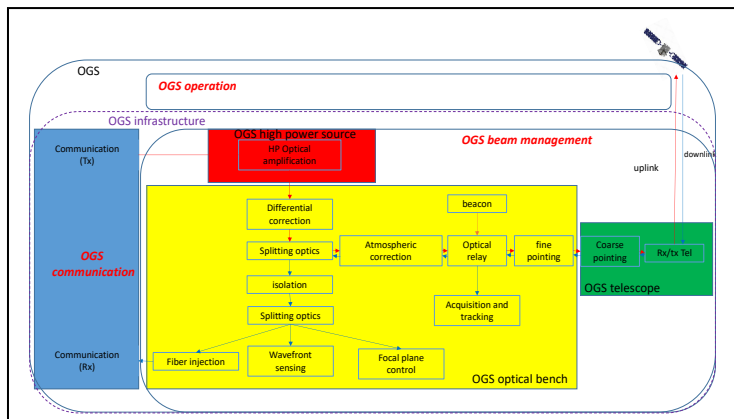 OGS
OGS operation
OGS infrastructure
OGS high power source
OGS beam management
Communication
(Tx)
HP Optical
amplification
uplink
downlink
Differential
correction
beacon
Splitting optics
Atmospheric
correction
Optical
relay
fine
pointing
Coarse
pointing
Rx/tx Tel
OGS
communication
isolation
OGS telescope
Acquisition and
tracking
Splitting optics
Communication
(Rx)
Fiber injection
Wavefront
sensing
Focal plane
control
OGS optical bench